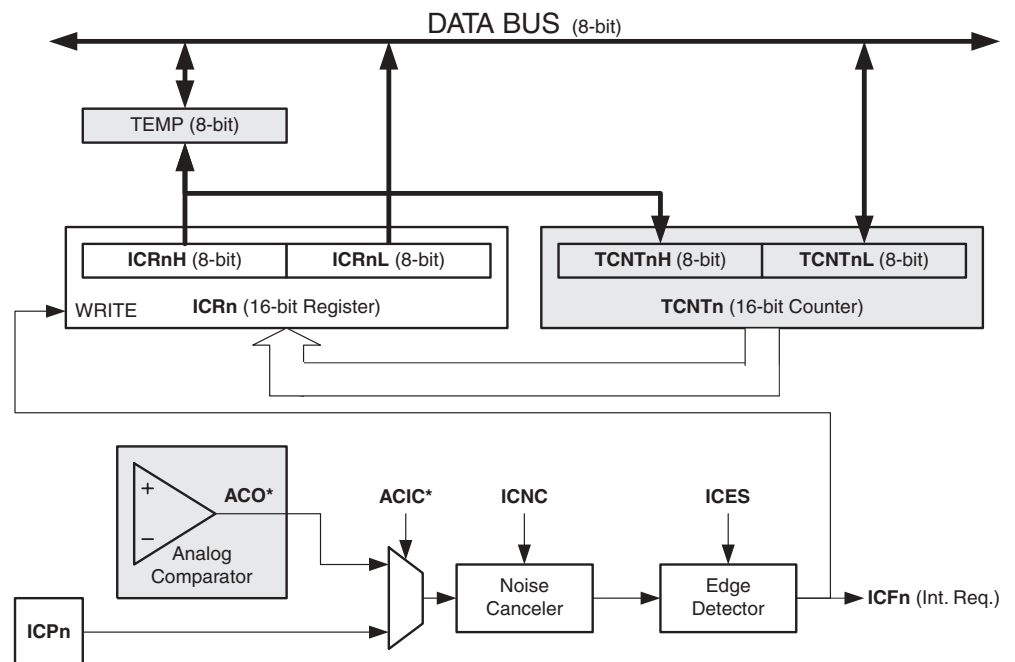 DATA BUS (8-bit)
TEMP (8-bit)
ICRnH (8-bit) ICRnL (8-bit) TCNTnH (8-bit) TCNTnL (8-bit)
WRITE ICRn (16-bit Register) TCNTn (16-bit Counter)
+ ACO* ACIC* ICNC ICES
−
Analog
Comparator
Noise
Canceler
Edge
Detector
ICFn (Int. Req.)
ICPn